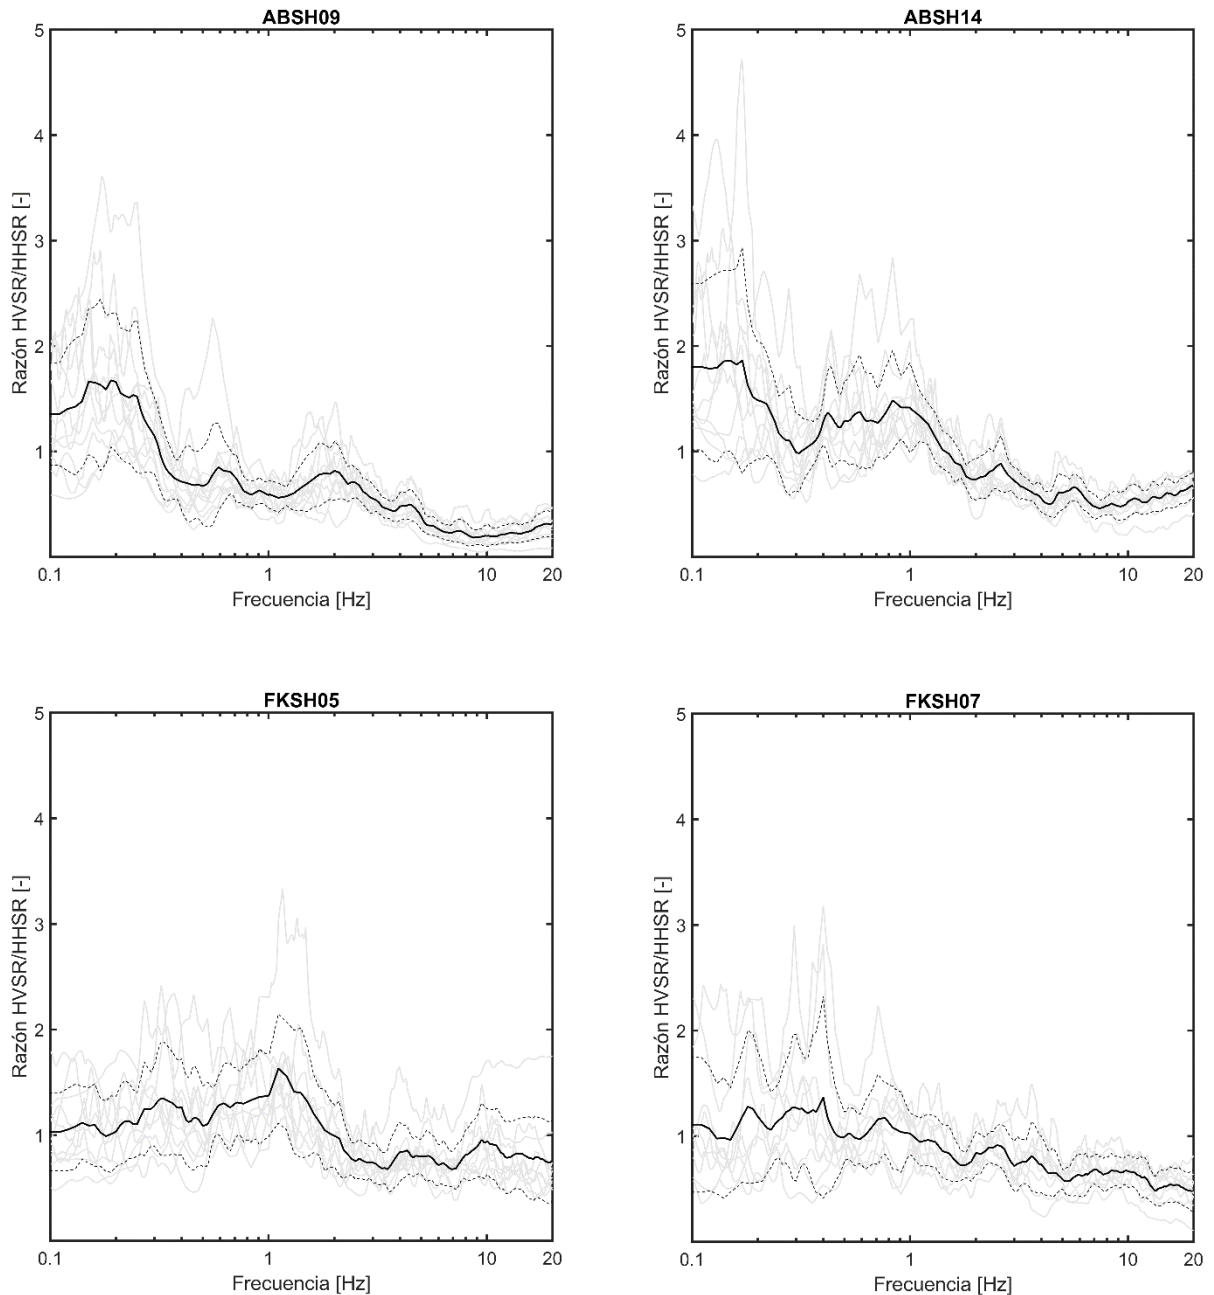 ABSH09
5
4
3
2
1
Razón HVSR/HHSR [-]
0.1 1 10 20
Frecuencia [Hz]
ABSH14
5
4
3
2
1
Razón HVSR/HHSR [-]
0.1 1 10 20
Frecuencia [Hz]
FKSH05
5
4
3
2
1
Razón HVSR/HHSR [-]
0.1 1 10 20
Frecuencia [Hz]
FKSH07
5
4
3
2
1
Razón HVSR/HHSR [-]
0.1 1 10 20
Frecuencia [Hz]